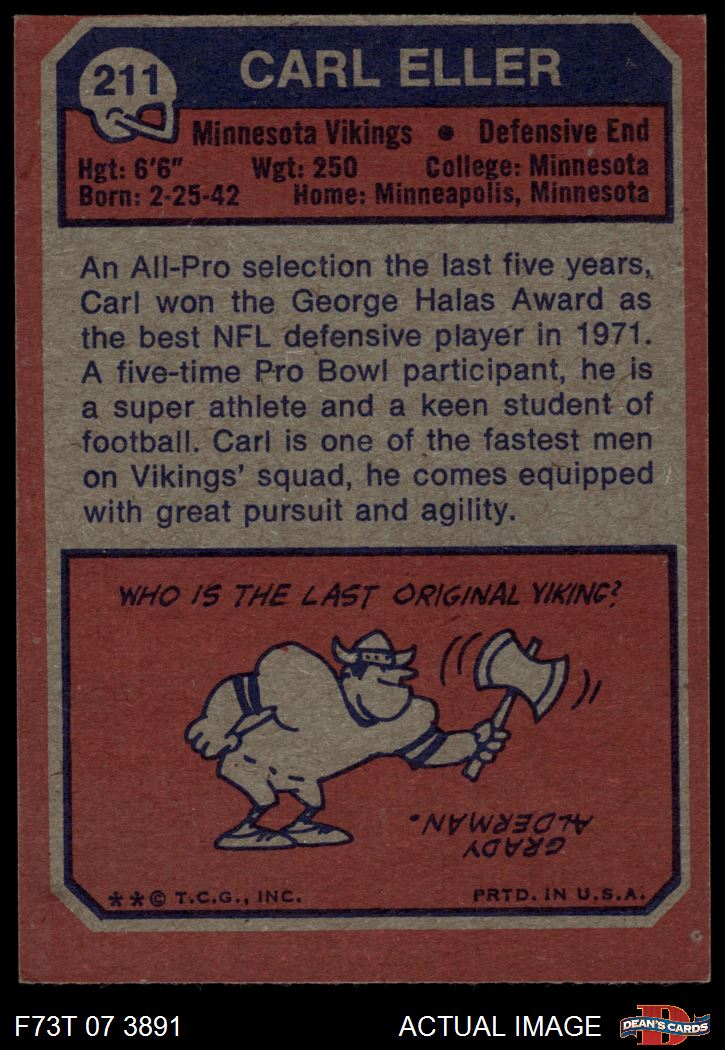 211
CARL ELLER
Minnesota Vikings • Defensive End
Hgt: 6'6" Wgt: 250 College: Minnesota
Born: 2-25-42 Home: Minneapolis, Minnesota
An All-Pro selection the last five years,
Carl won the George Halas Award as
the best NFL defensive player in 1971.
A five-time Pro Bowl participant, he is
a super athlete and a keen student of
football. Carl is one of the fastest men
on Vikings' squad, he comes equipped
with great pursuit and agility.
WHO IS THE LAST ORIGINAL VIKING?
GRADY
ALDERMAN.
**© T.C.G., INC. PRTD. IN U.S.A.
F73T 07 3891 ACTUAL IMAGE
D
DEAN'S CARDS